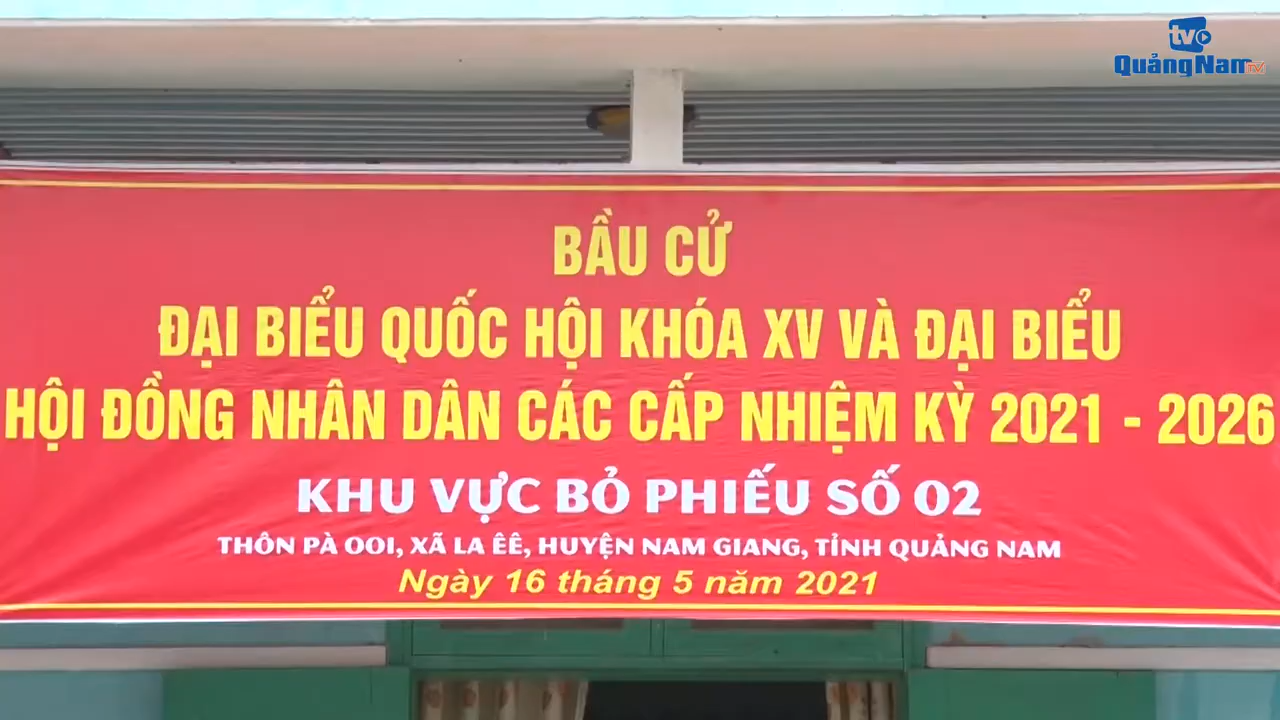 tv
Quảng Nam TV
BẦU CỬ
ĐẠI BIỂU QUỐC HỘI KHÓA XV VÀ ĐẠI BIỂU
HỘI ĐỒNG NHÂN DÂN CÁC CẤP NHIỆM KỲ 2021 - 2026
KHU VỰC BỎ PHIẾU SỐ 02
THÔN PÀ OOI, XÃ LA ÊÊ, HUYỆN NAM GIANG, TỈNH QUẢNG NAM
Ngày 16 tháng 5 năm 2021